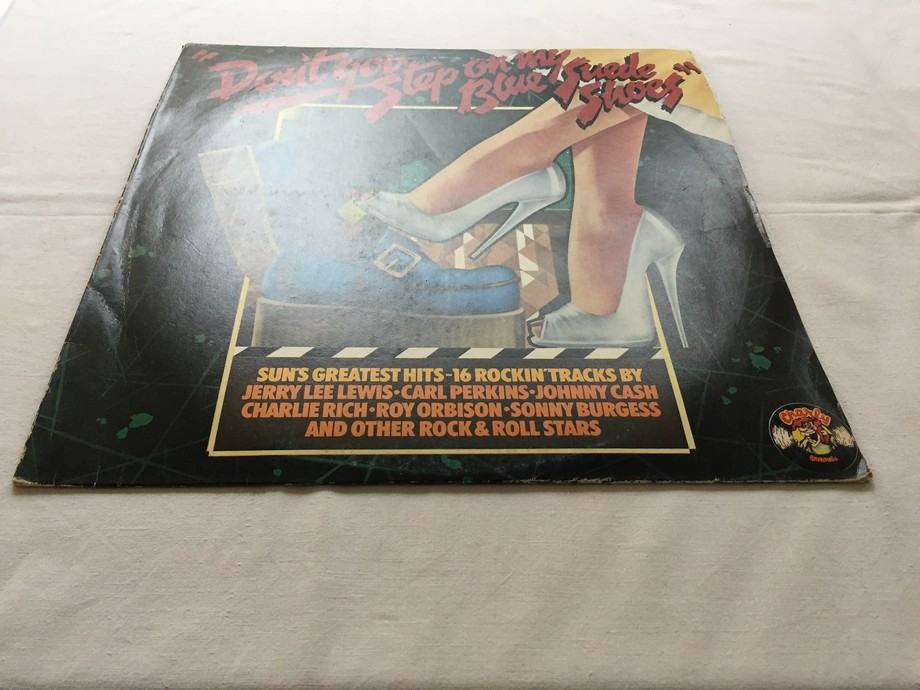 "Don't you
Step on my
Blue Suede
Shoes"
SUN'S GREATEST HITS-16 ROCKIN' TRACKS BY
JERRY LEE LEWIS·CARL PERKINS·JOHNNY CASH
CHARLIE RICH·ROY ORBISON·SONNY BURGESS
AND OTHER ROCK & ROLL STARS
Charly